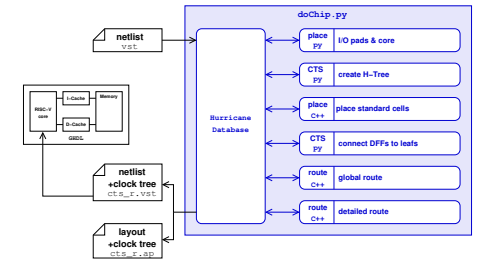 doChip.py
netlist
vst
place
py
I/O pads & core
CTS
py
create H-Tree
RISC-V
core
I-Cache
D-Cache
Memory
GHDL
Hurricane
Database
place
C++
place standard cells
CTS
py
connect DFFs to leafs
netlist
+clock tree
cts_r.vst
route
C++
global route
route
C++
detailed route
layout
+clock tree
cts_r.ap